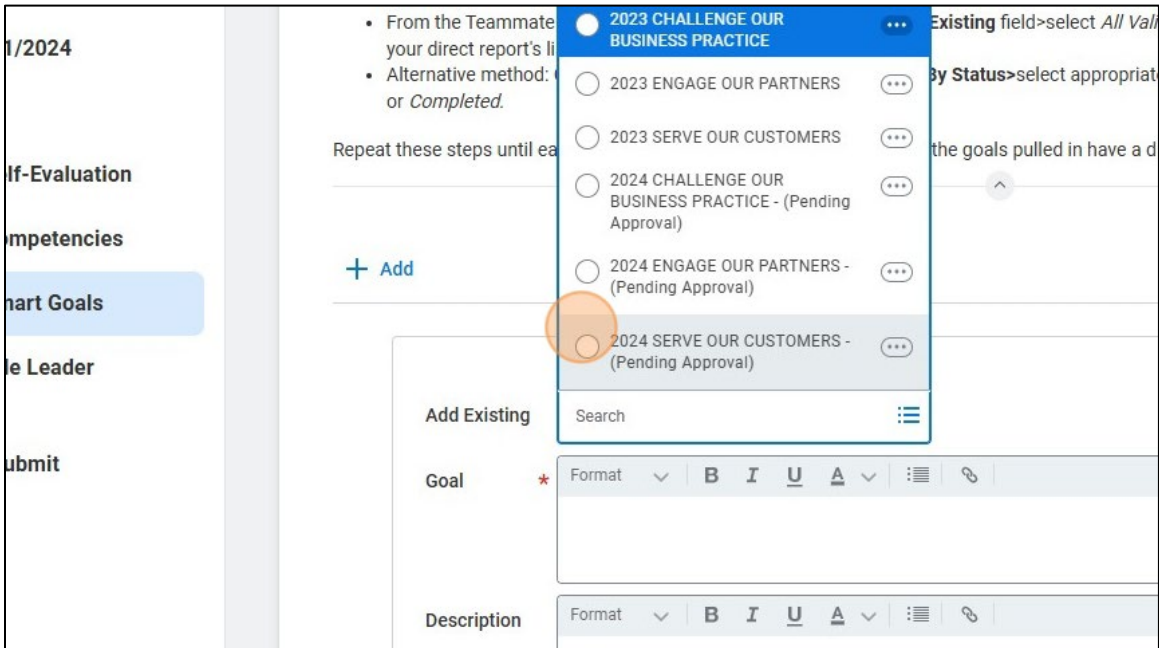 1/2024
lf-Evaluation
ompetencies
nart Goals
le Leader
ubmit
From the Teammate
your direct report's li
Alternative method:
or Completed.
Repeat these steps until ea
Existing field>select All Vali
By Status>select appropriate
the goals pulled in have a d
2023 CHALLENGE OUR
BUSINESS PRACTICE
2023 ENGAGE OUR PARTNERS
2023 SERVE OUR CUSTOMERS
2024 CHALLENGE OUR
BUSINESS PRACTICE - (Pending
Approval)
2024 ENGAGE OUR PARTNERS -
(Pending Approval)
2024 SERVE OUR CUSTOMERS -
(Pending Approval)
+ Add
Add Existing
Search
Goal *
Format B I U A
Description
Format B I U A